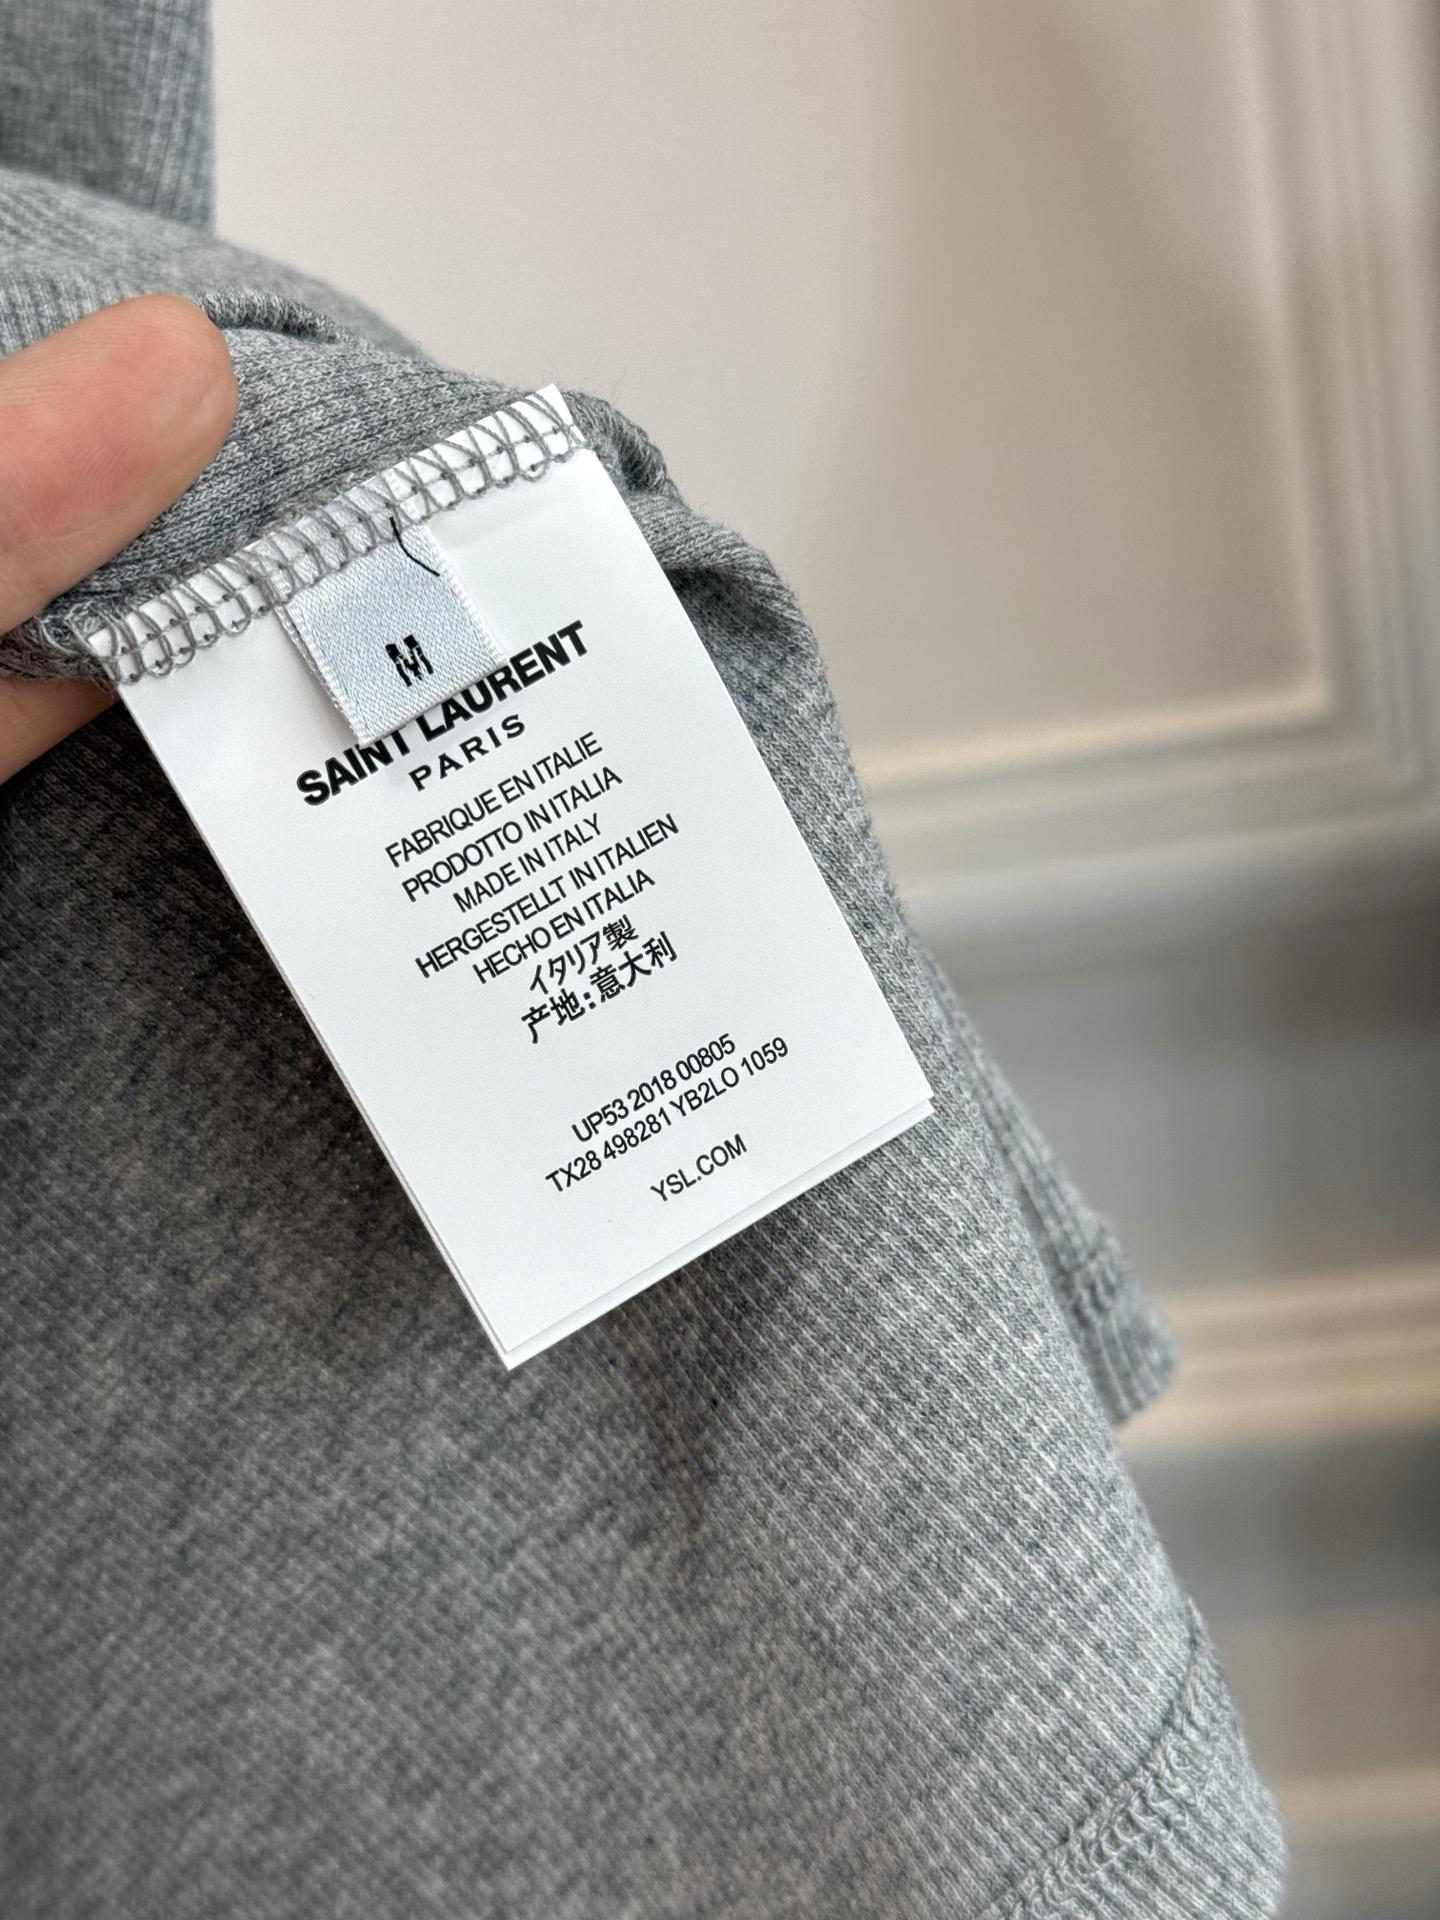 M
SAINT LAURENT
PARIS
FABRIQUE EN ITALIE
PRODOTTO IN ITALIA
MADE IN ITALY
HERGESTELLT IN ITALIEN
HECHO EN ITALIA
イタリア製
产地:意大利
UP53 2018 00805
TX28 498281 YB2LO 1059
YSL.COM